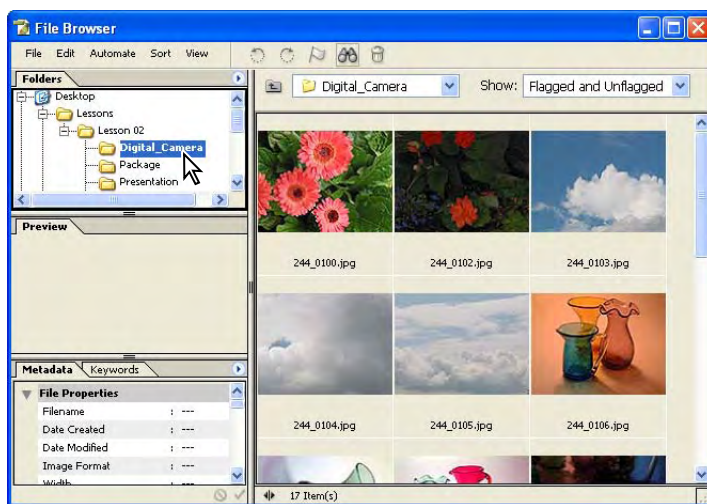 File Browser
File Edit Automate Sort View
Folders
Desktop
Lessons
Lesson 02
Digital_Camera
Package
Presentation
Digital_Camera
Show: Flagged and Unflagged
Preview
244_0100.jpg 244_0102.jpg 244_0103.jpg
244_0104.jpg 244_0105.jpg 244_0106.jpg
Metadata Keywords
File Properties
Filename : ---
Date Created : ---
Date Modified : ---
Image Format : ---
Width : ---
17 Item(s)